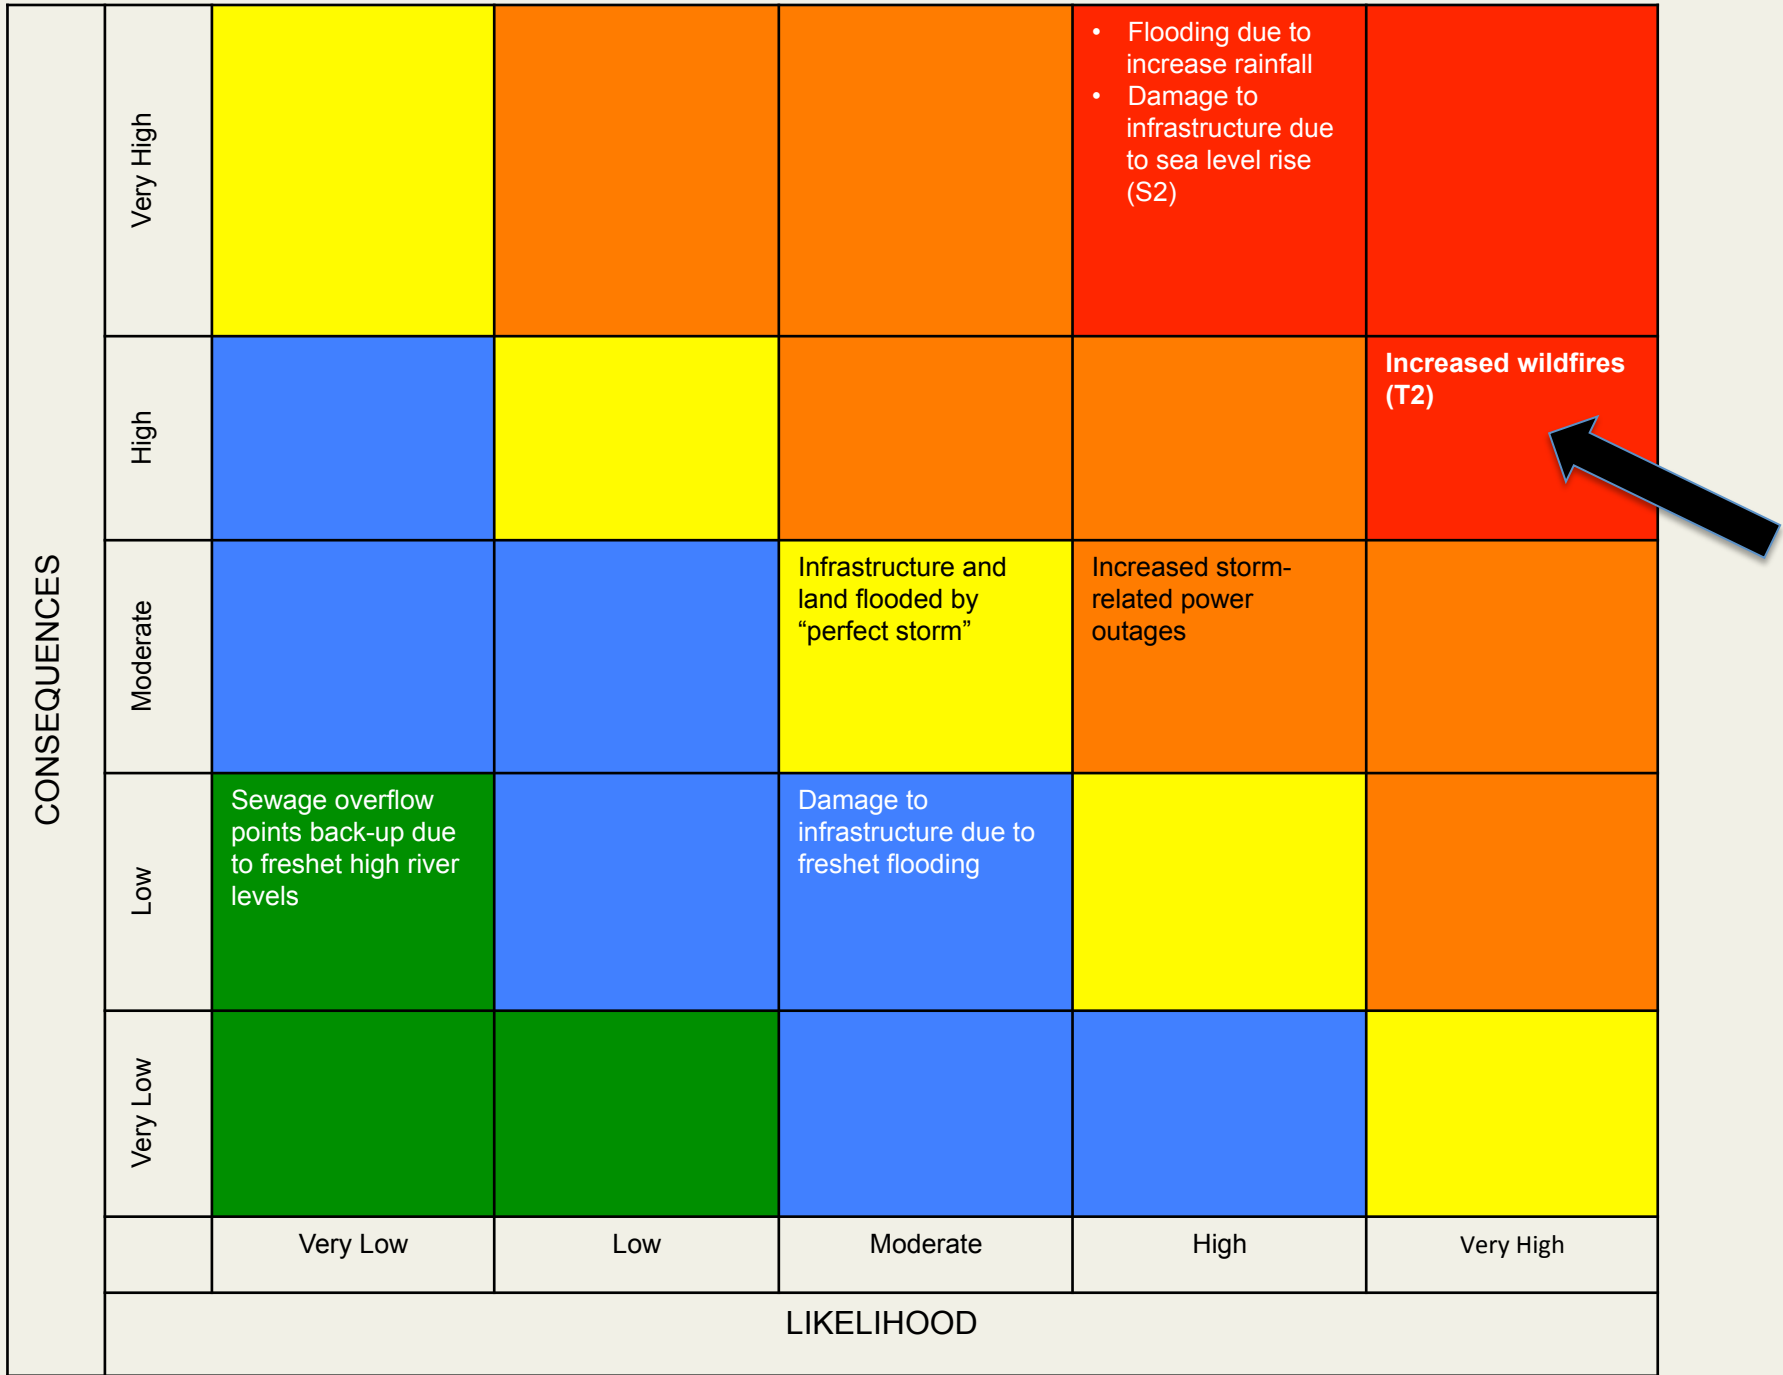 CONSEQUENCES
Very High
• Flooding due to
increase rainfall
• Damage to
infrastructure due
to sea level rise
(S2)
High
Increased wildfires
(T2)
Moderate
Infrastructure and
land flooded by
“perfect storm”
Increased storm-
related power
outages
Low
Sewage overflow
points back-up due
to freshet high river
levels
Damage to
infrastructure due to
freshet flooding
Very Low
Very Low
Low
Moderate
High
Very High
LIKELIHOOD